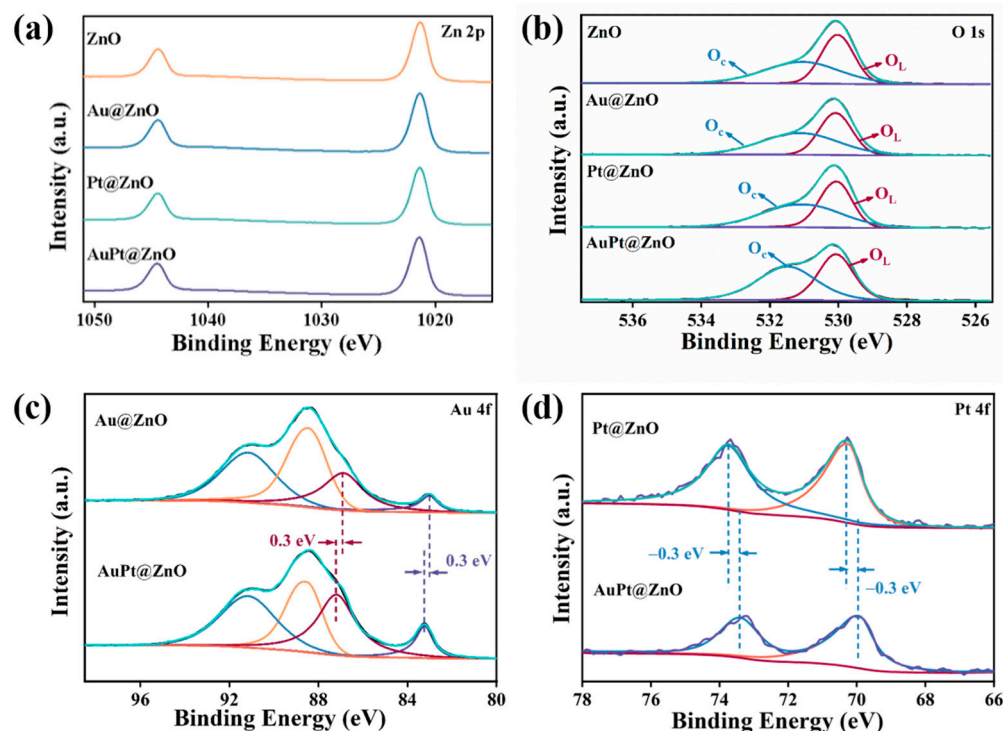 (a)
ZnO
Zn 2p
Au@ZnO
Pt@ZnO
AuPt@ZnO
Intensity (a.u.)
1050 1040 1030 1020
Binding Energy (eV)
(b)
ZnO
O 1s
Oc
OL
Au@ZnO
Oc
OL
Pt@ZnO
Oc
OL
AuPt@ZnO
Oc
OL
Intensity (a.u.)
536 534 532 530 528 526
Binding Energy (eV)
(c)
Au@ZnO
Au 4f
0.3 eV
0.3 eV
AuPt@ZnO
Intensity (a.u.)
96 92 88 84 80
Binding Energy (eV)
(d)
Pt 4f
Pt@ZnO
−0.3 eV
−0.3 eV
AuPt@ZnO
Intensity (a.u.)
78 76 74 72 70 68 66
Binding Energy (eV)